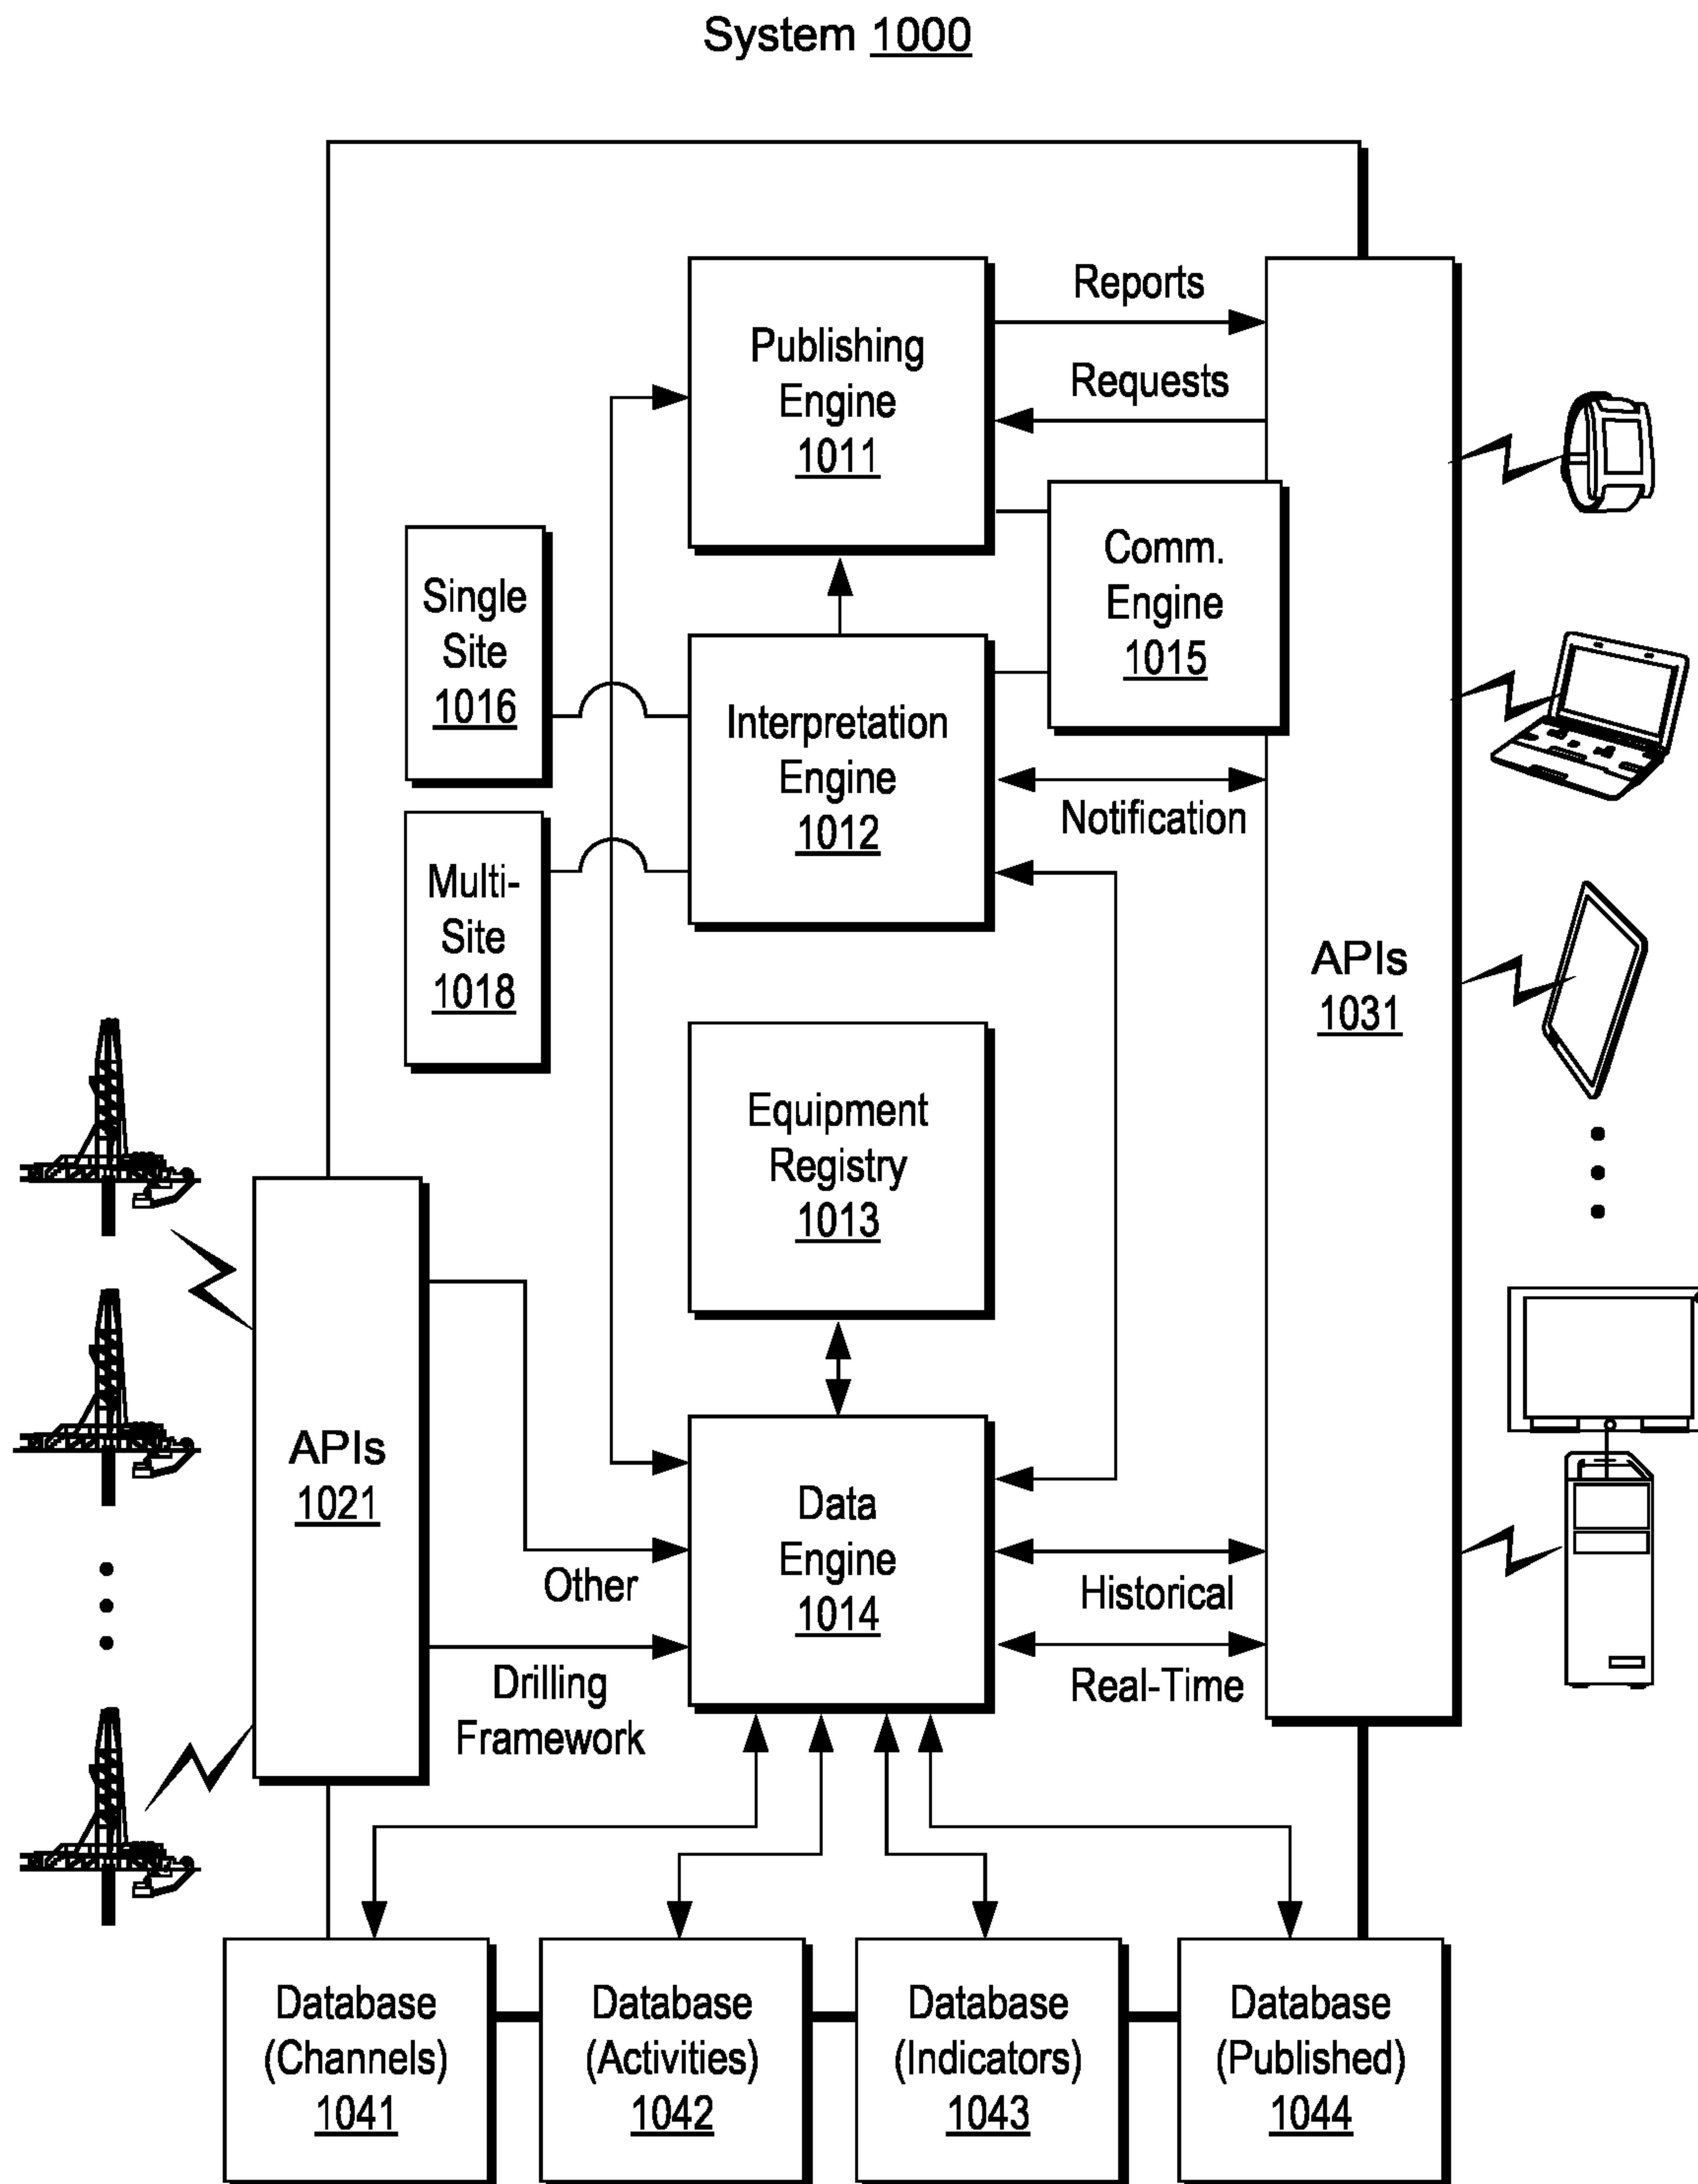 System 1000
Publishing
Engine
1011
Reports
Requests
Comm.
Engine
1015
Single
Site
1016
Interpretation
Engine
1012
Notification
Multi-
Site
1018
APIs
1031
Equipment
Registry
1013
APIs
1021
Data
Engine
1014
Other
Drilling
Framework
Historical
Real-Time
Database
(Channels)
1041
Database
(Activities)
1042
Database
(Indicators)
1043
Database
(Published)
1044